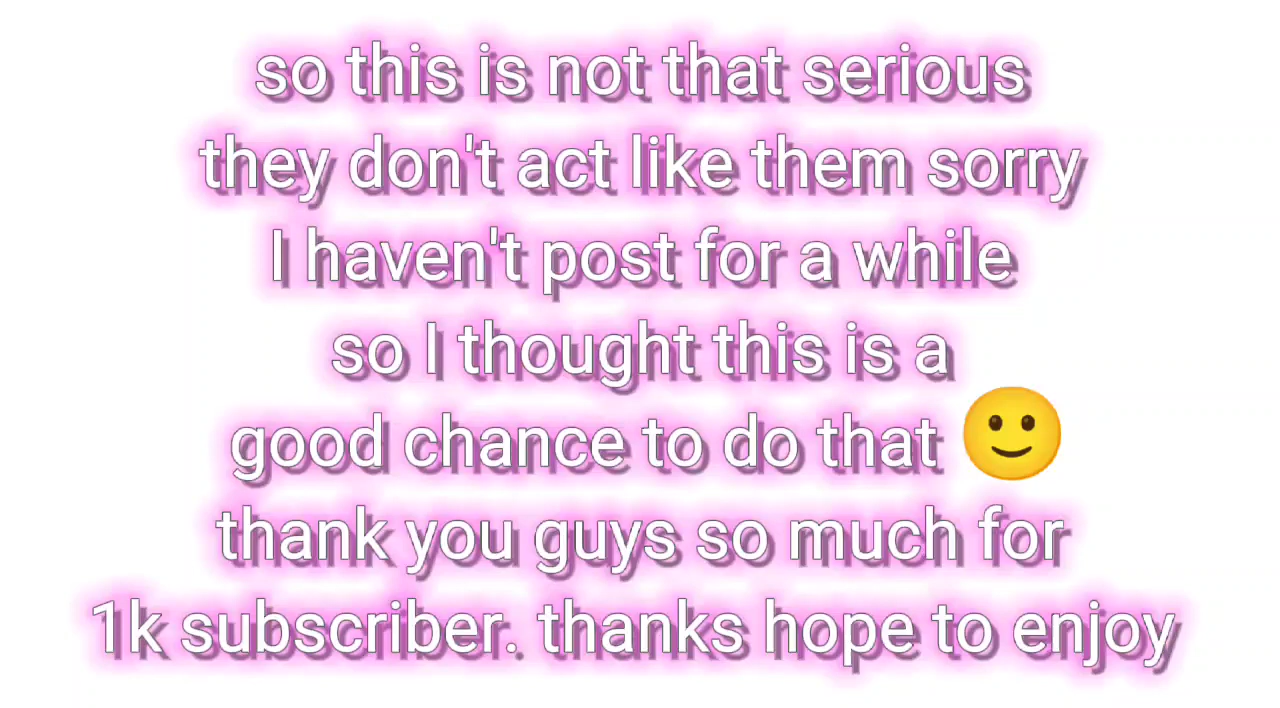 so this is not that serious
they don't act like them sorry
I haven't post for a while
so I thought this is a
good chance to do that 🙂
thank you guys so much for
1k subscriber. thanks hope to enjoy